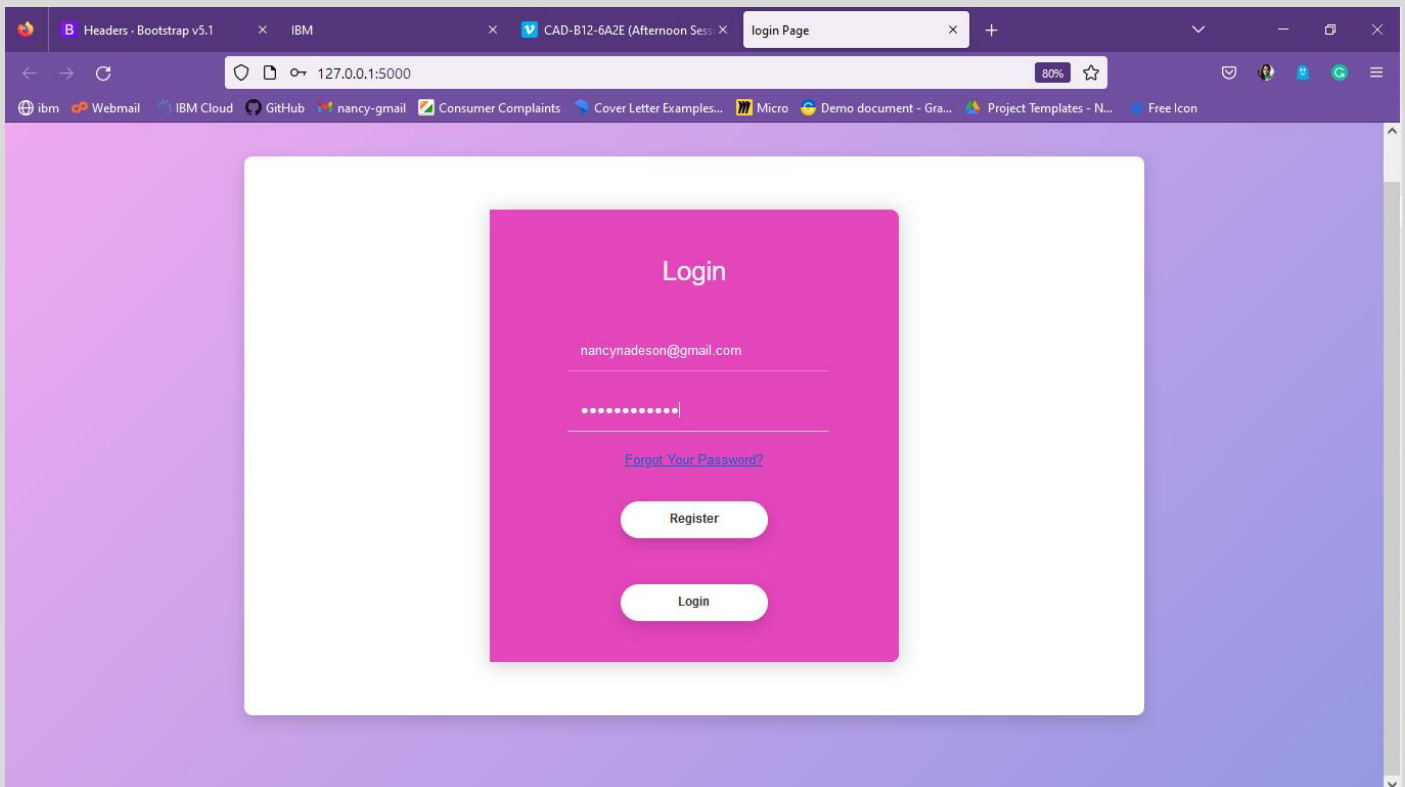 Headers · Bootstrap v5.1 IBM CAD-B12-6A2E (Afternoon Sess login Page
127.0.0.1:5000 80%
ibm Webmail IBM Cloud GitHub nancy-gmail Consumer Complaints Cover Letter Examples... Micro Demo document - Gra... Project Templates - N... Free Icon
Login
nancynadeson@gmail.com
••••••••••••
Forgot Your Password?
Register
Login